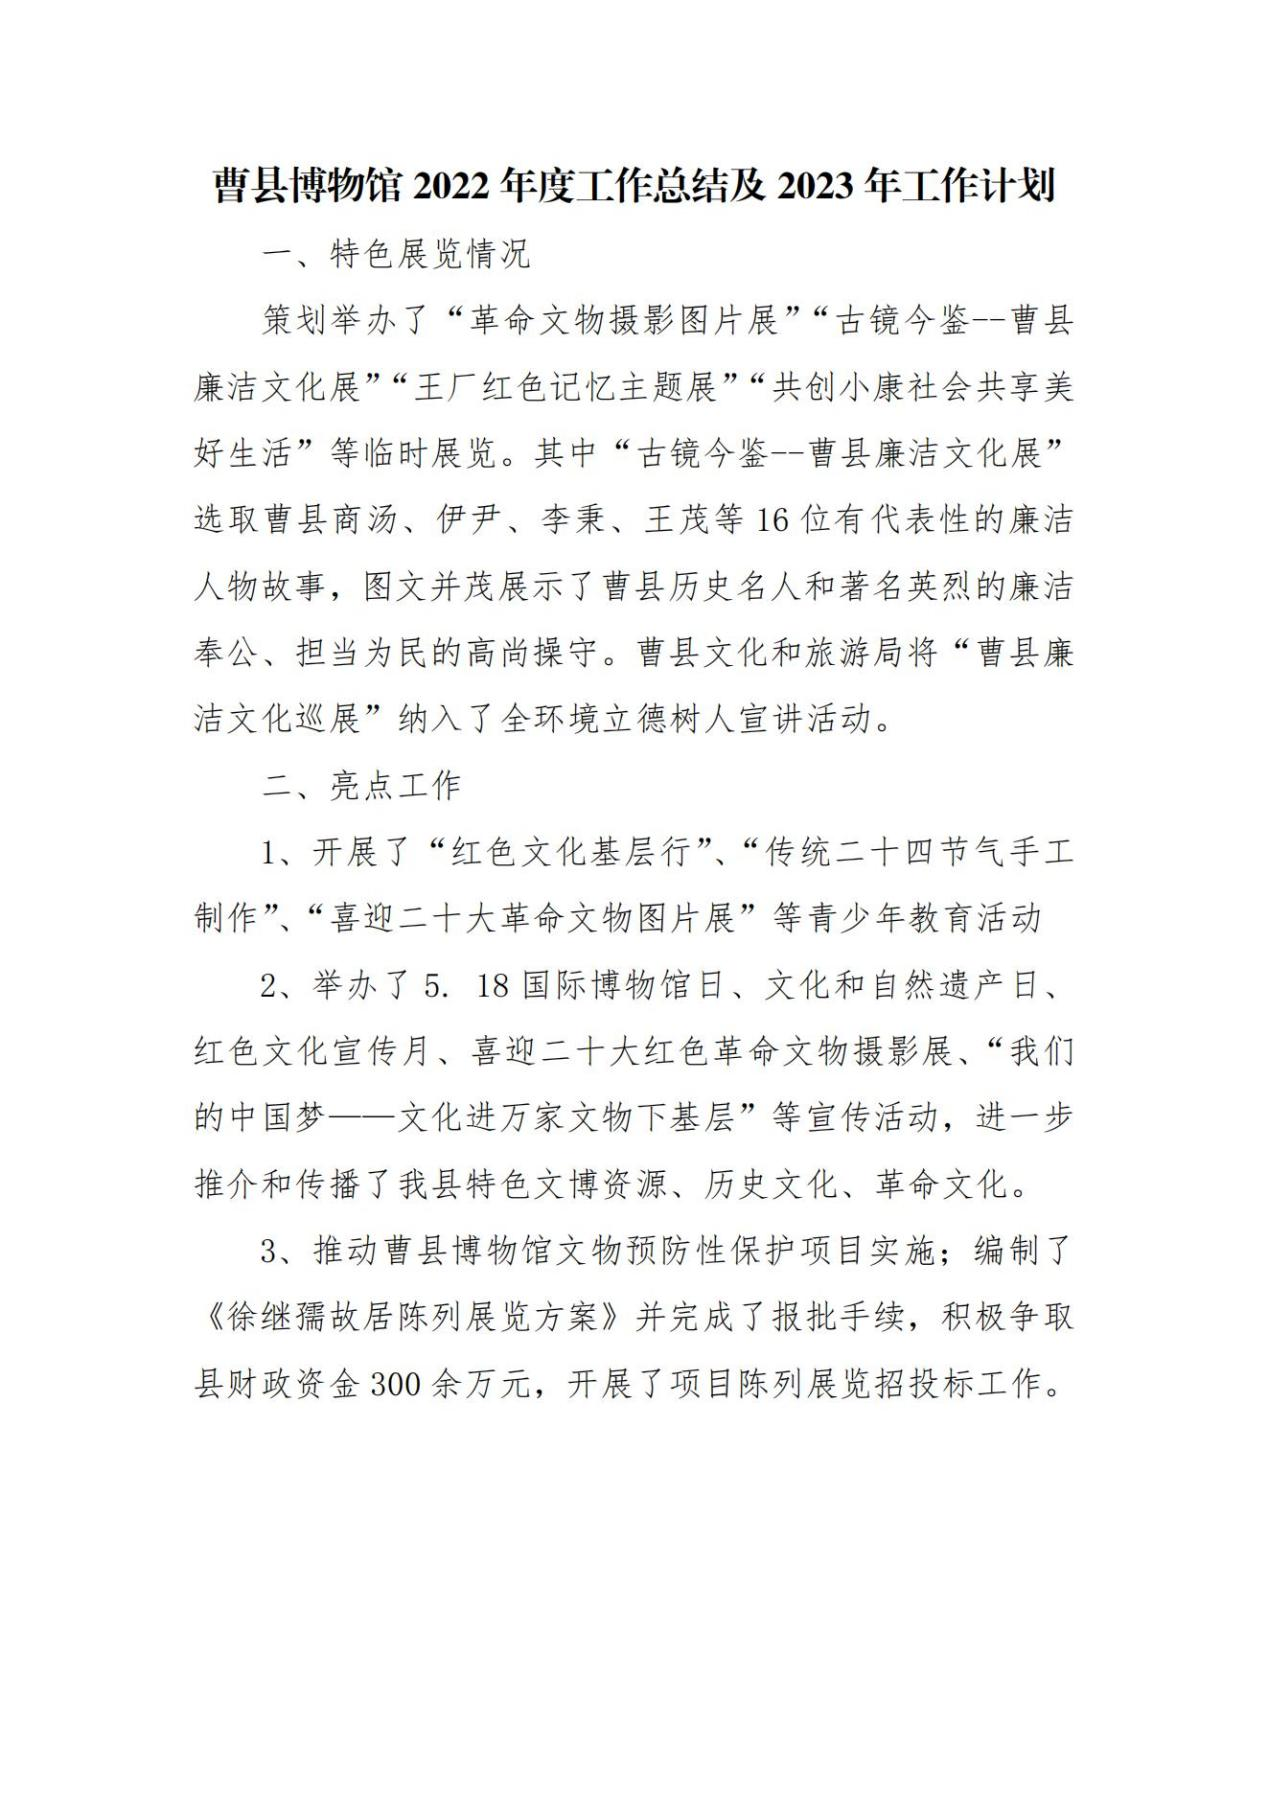 曹县博物馆 2022 年度工作总结及 2023 年工作计划
一、特色展览情况
策划举办了“革命文物摄影图片展”“古镜今鉴--曹县
廉洁文化展”“王厂红色记忆主题展”“共创小康社会共享美
好生活”等临时展览。其中“古镜今鉴--曹县廉洁文化展”
选取曹县商汤、伊尹、李秉、王茂等 16 位有代表性的廉洁
人物故事，图文并茂展示了曹县历史名人和著名英烈的廉洁
奉公、担当为民的高尚操守。曹县文化和旅游局将“曹县廉
洁文化巡展”纳入了全环境立德树人宣讲活动。
二、亮点工作
1、开展了“红色文化基层行”、“传统二十四节气手工
制作”、“喜迎二十大革命文物图片展”等青少年教育活动
2、举办了 5. 18 国际博物馆日、文化和自然遗产日、
红色文化宣传月、喜迎二十大红色革命文物摄影展、“我们
的中国梦——文化进万家文物下基层”等宣传活动，进一步
推介和传播了我县特色文博资源、历史文化、革命文化。
3、推动曹县博物馆文物预防性保护项目实施；编制了
《徐继孺故居陈列展览方案》并完成了报批手续，积极争取
县财政资金 300 余万元，开展了项目陈列展览招投标工作。